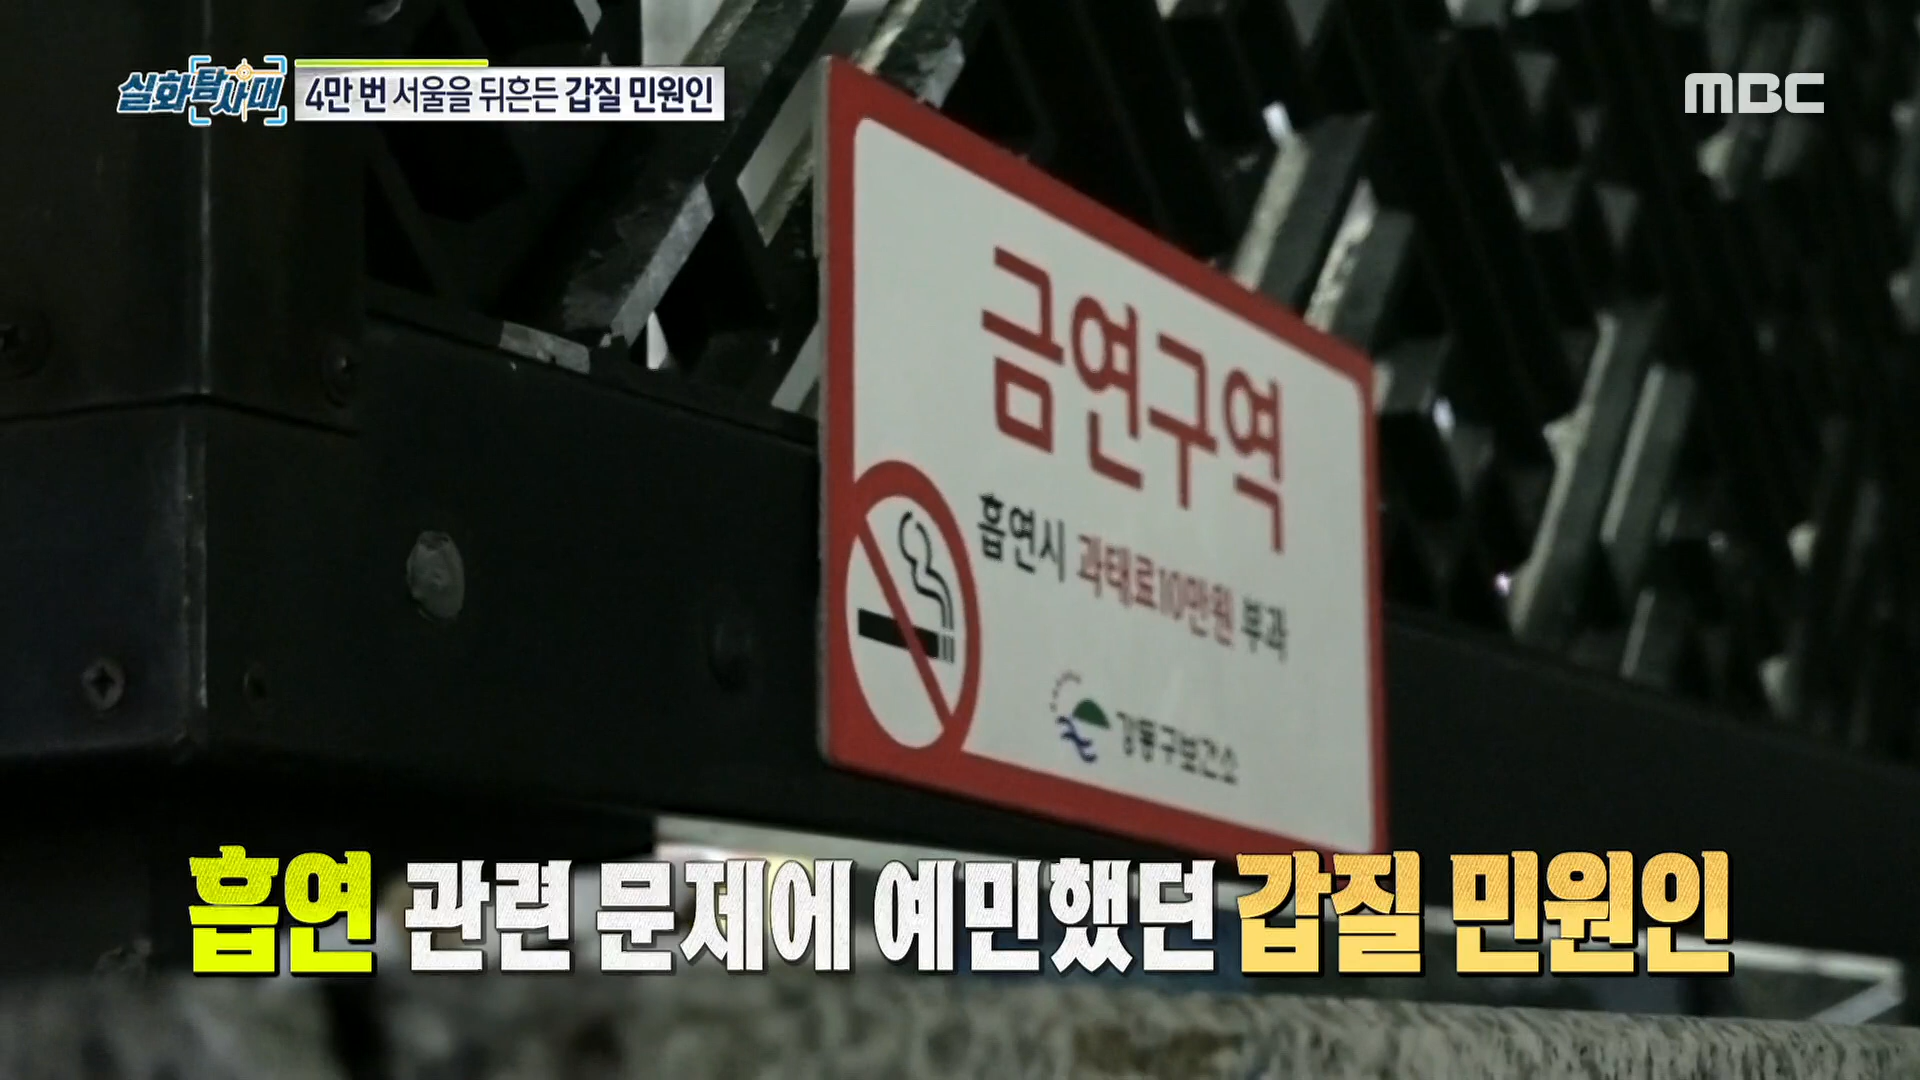 실화탐사대
4만 번 서울을 뒤흔든 갑질 민원인
MBC
금연구역
흡연시 과태료10만원 부과
강동구보건소
흡연 관련 문제에 예민했던 갑질 민원인